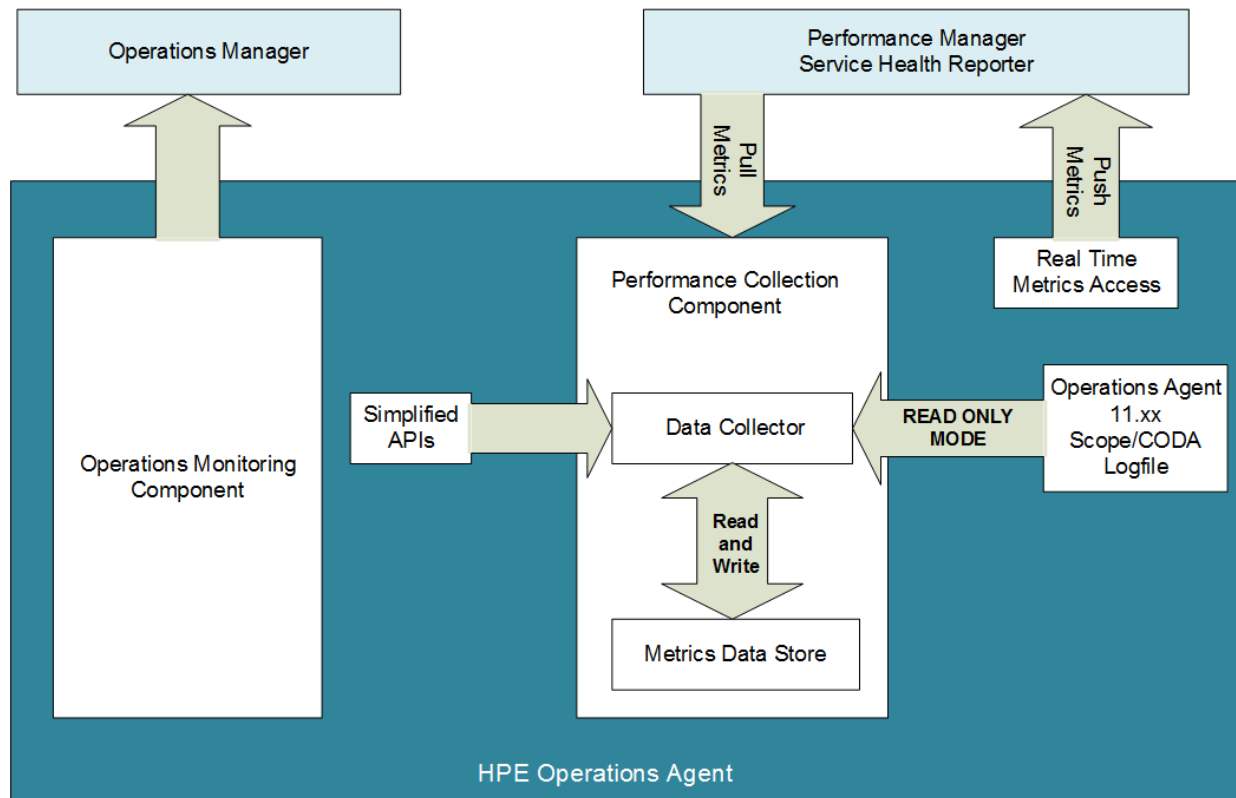 Operations Manager
Performance Manager
Service Health Reporter
Pull
Metrics
Push
Metrics
Real Time
Metrics Access
Performance Collection
Component
Operations Monitoring
Component
Simplified
APIs
Data Collector
READ ONLY
MODE
Operations Agent
11.xx
Scope/CODA
Logfile
Read
and
Write
Metrics Data Store
HPE Operations Agent